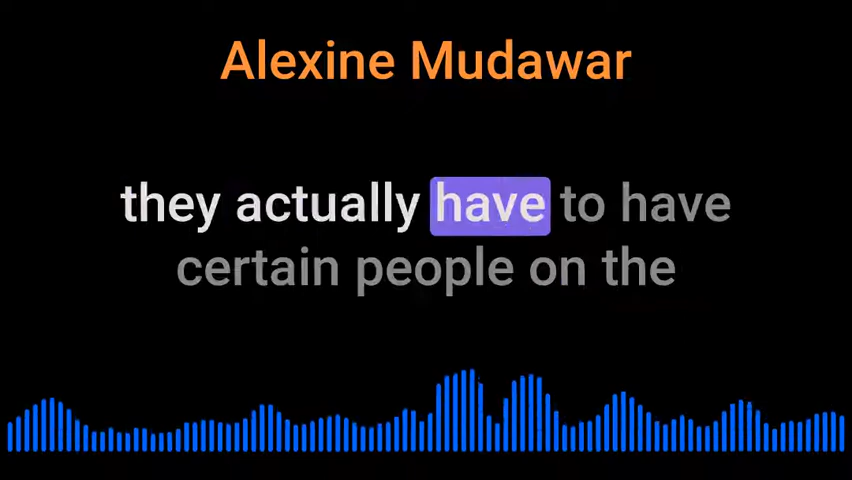 Alexine Mudawar
they actually have to have
certain people on the